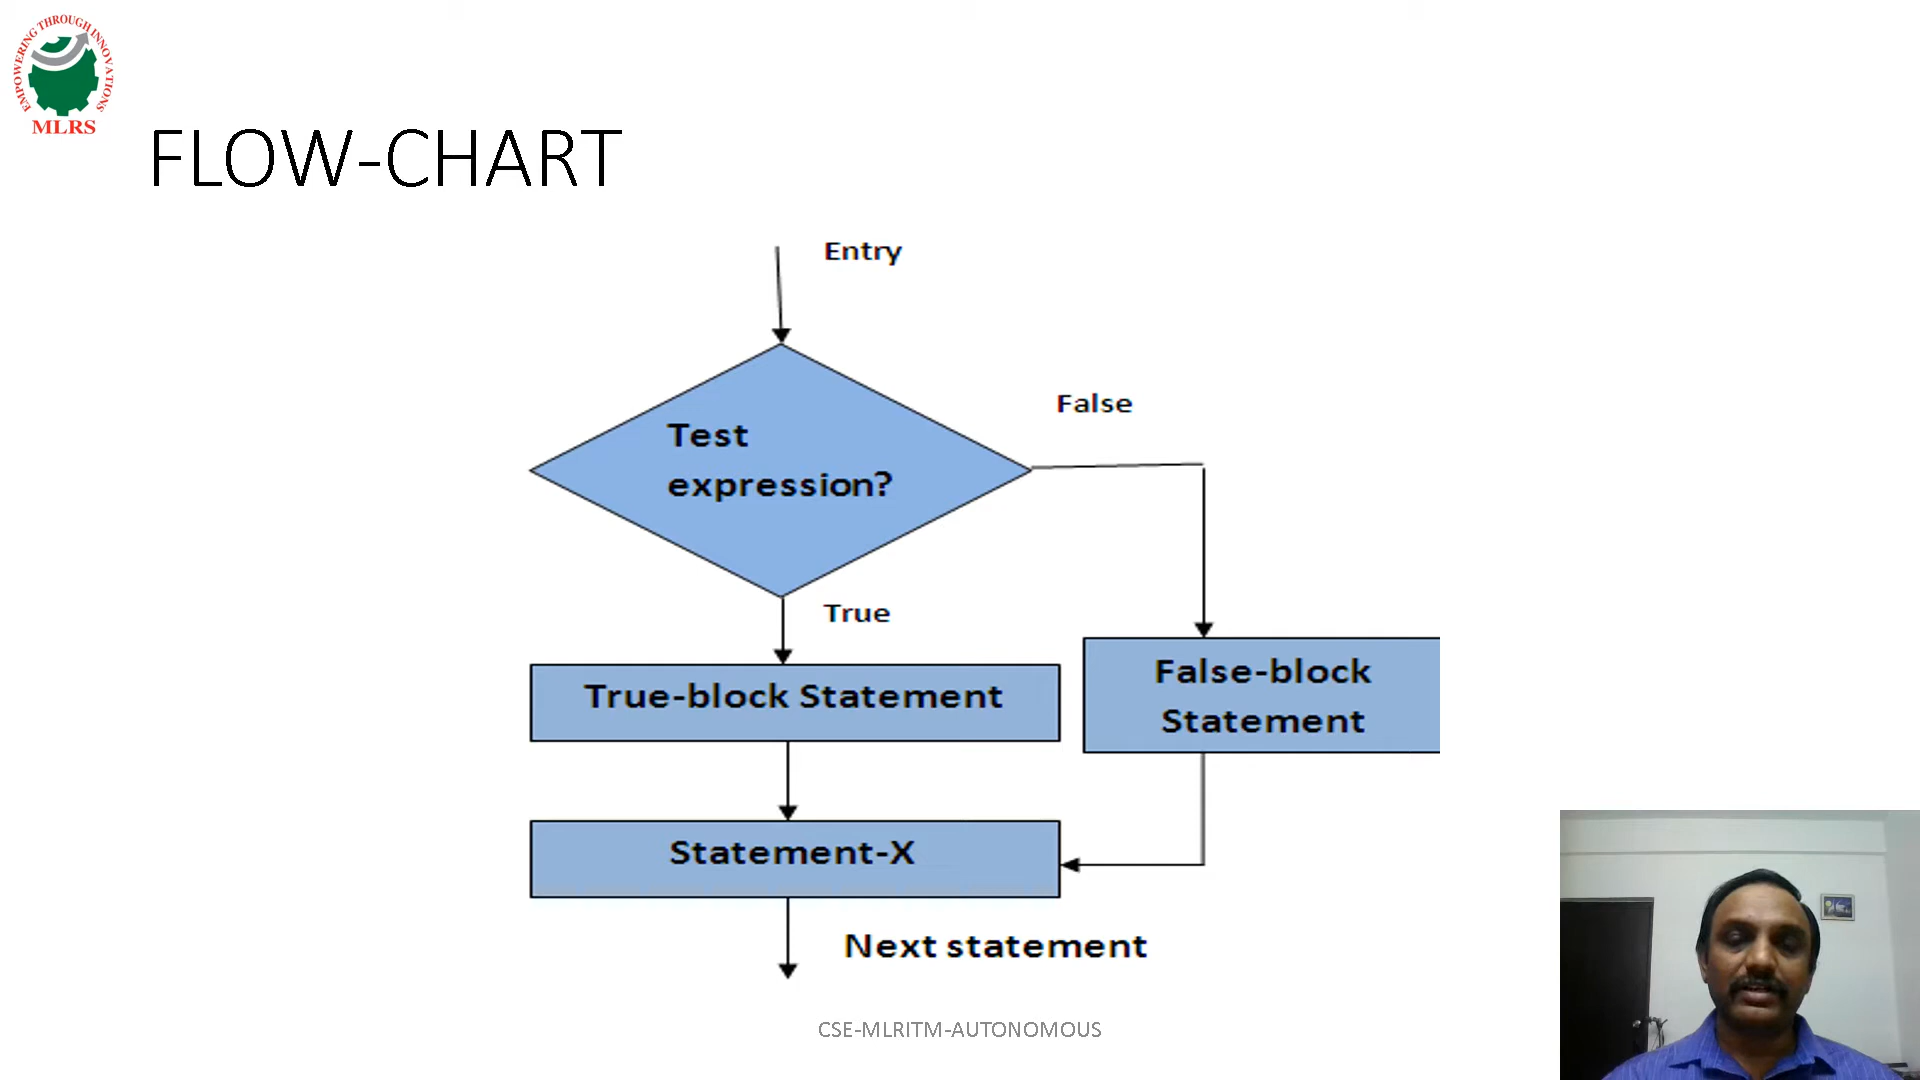 EMPOWERING THROUGH INNOVATIONS
MLRS
FLOW-CHART
Entry
False
Test
expression?
True
True-block Statement
False-block
Statement
Statement-X
Next statement
CSE-MLRITM-AUTONOMOUS